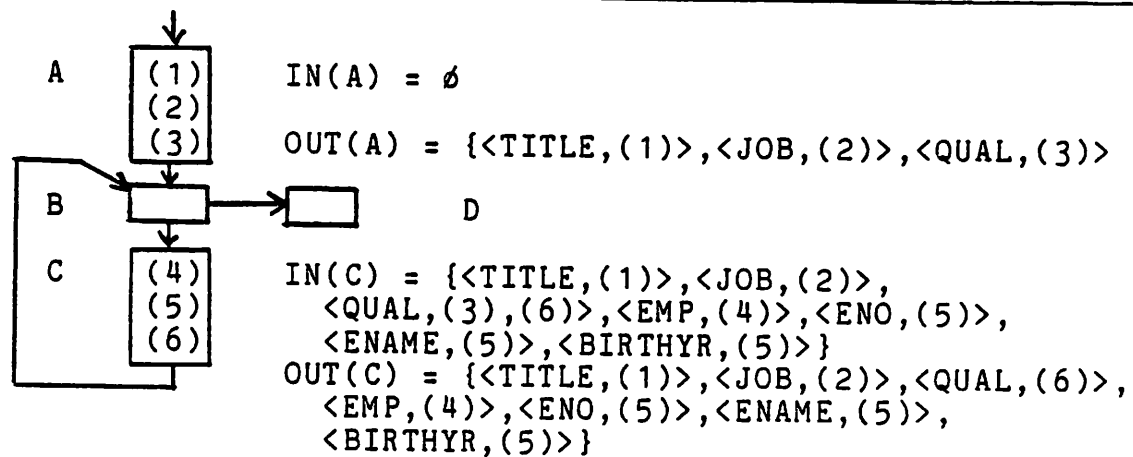 A (1) IN(A) = ∅
(2)
(3) OUT(A) = {<TITLE,(1)>,<JOB,(2)>,<QUAL,(3)>
B D
C (4) IN(C) = {<TITLE,(1)>,<JOB,(2)>,
(5) <QUAL,(3),(6)>,<EMP,(4)>,<ENO,(5)>,
(6) <ENAME,(5)>,<BIRTHYR,(5)>}
OUT(C) = {<TITLE,(1)>,<JOB,(2)>,<QUAL,(6)>,
<EMP,(4)>,<ENO,(5)>,<ENAME,(5)>,
<BIRTHYR,(5)>}